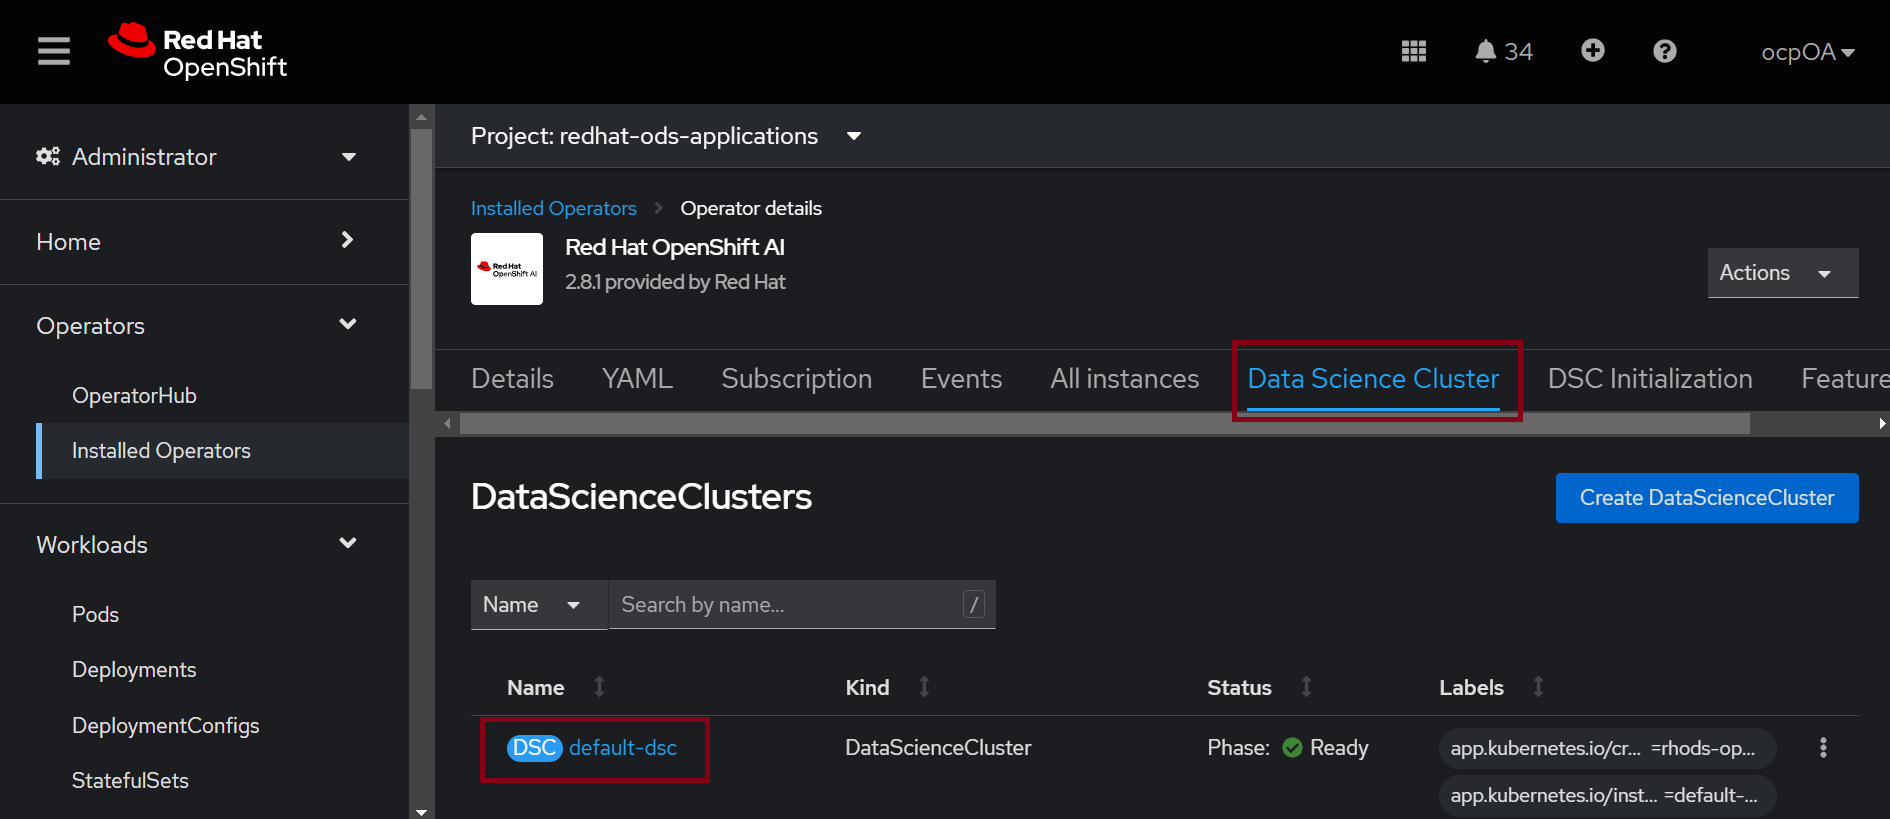 Red Hat
OpenShift
34
ocpOA
Administrator
Home
Operators
OperatorHub
Installed Operators
Workloads
Pods
Deployments
DeploymentConfigs
StatefulSets
Project: redhat-ods-applications
Installed Operators Operator details
Red Hat
OpenShift AI
Red Hat OpenShift AI
2.8.1 provided by Red Hat
Actions
Details YAML Subscription Events All instances Data Science Cluster DSC Initialization Feature
DataScienceClusters
Create DataScienceCluster
Name Search by name... /
Name Kind Status Labels
DSC default-dsc DataScienceCluster Phase: Ready app.kubernetes.io/cr... =rhods-op...
app.kubernetes.io/inst... =default-...